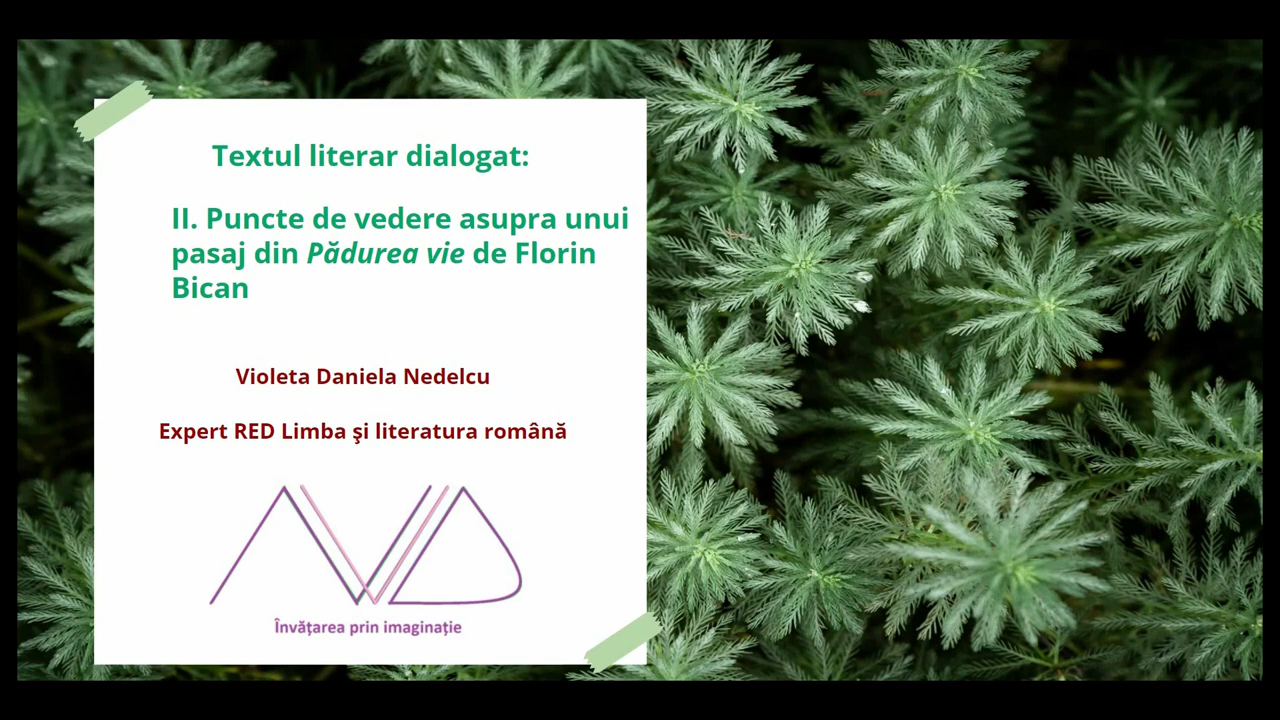 Textul literar dialogat:
II. Puncte de vedere asupra unui
pasaj din Pădurea vie de Florin
Bican
Violeta Daniela Nedelcu
Expert RED Limba şi literatura română
Învățarea prin imaginație